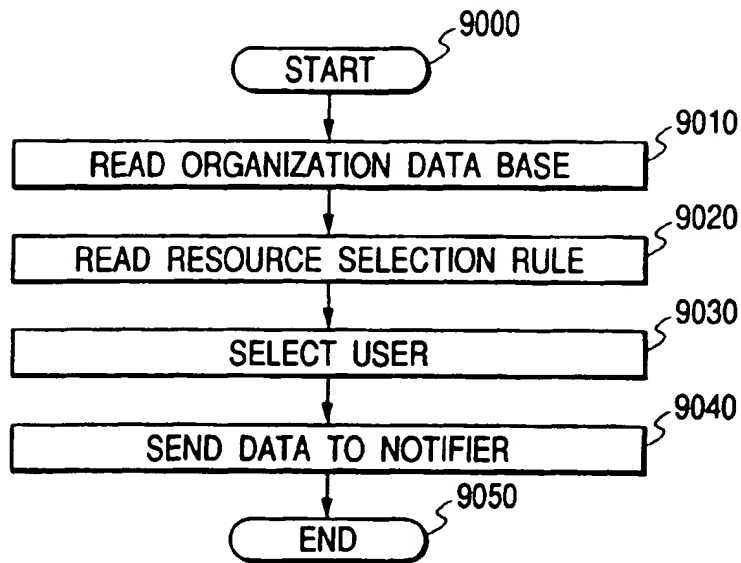 9000
START
9010
READ ORGANIZATION DATA BASE
9020
READ RESOURCE SELECTION RULE
9030
SELECT USER
9040
SEND DATA TO NOTIFIER
9050
END